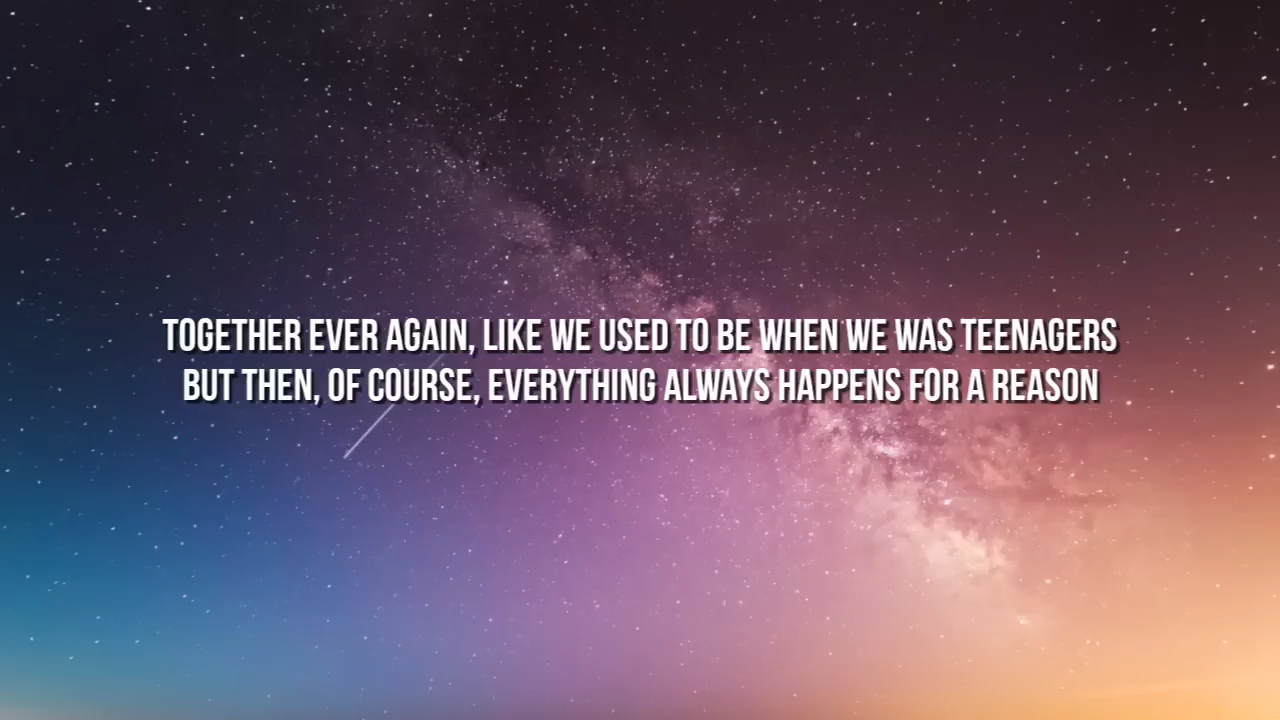 TOGETHER EVER AGAIN, LIKE WE USED TO BE WHEN WE WAS TEENAGERS
BUT THEN, OF COURSE, EVERYTHING ALWAYS HAPPENS FOR A REASON